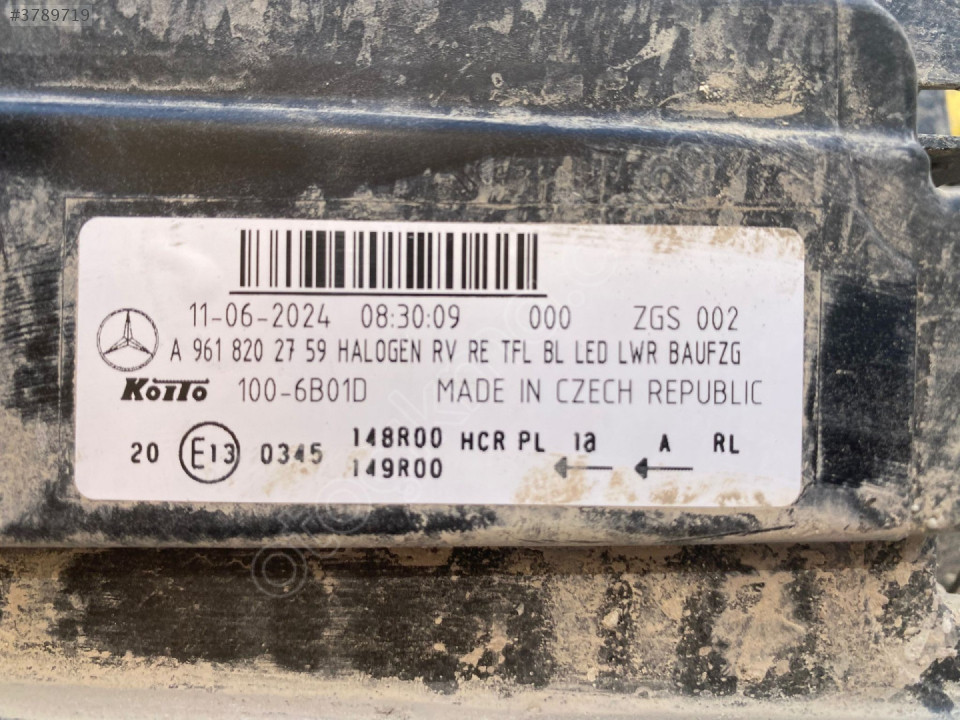 #3789719
11-06-2024 08:30:09 000 ZGS 002
A 961 820 27 59 HALOGEN RV RE TFL BL LED LWR BAUFZG
KOITO 100-6B01D MADE IN CZECH REPUBLIC
20 E13 0345 148R00 HCR PL 1a A RL
149R00